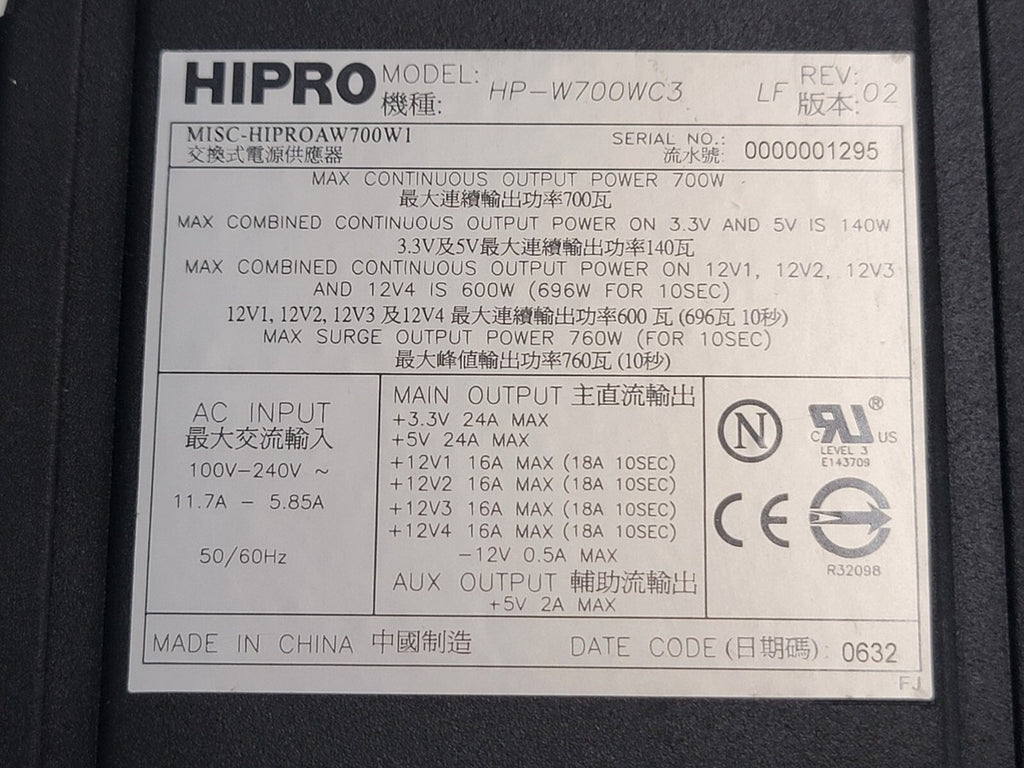 HIPRO MODEL: HP-W700WC3 LF REV: 02
機種: 版本:
MISC-HIPROAW700W1 SERIAL NO.: 0000001295
交換式電源供應器 流水號:
MAX CONTINUOUS OUTPUT POWER 700W
最大連續輸出功率700瓦
MAX COMBINED CONTINUOUS OUTPUT POWER ON 3.3V AND 5V IS 140W
3.3V及5V最大連續輸出功率140瓦
MAX COMBINED CONTINUOUS OUTPUT POWER ON 12V1, 12V2, 12V3
AND 12V4 IS 600W (696W FOR 10SEC)
12V1, 12V2, 12V3 及12V4 最大連續輸出功率600 瓦 (696瓦 10秒)
MAX SURGE OUTPUT POWER 760W (FOR 10SEC)
最大峰值輸出功率760瓦 (10秒)
AC INPUT
最大交流輸入
100V-240V ~
11.7A - 5.85A
50/60Hz
MAIN OUTPUT 主直流輸出
+3.3V 24A MAX
+5V 24A MAX
+12V1 16A MAX (18A 10SEC)
+12V2 16A MAX (18A 10SEC)
+12V3 16A MAX (18A 10SEC)
+12V4 16A MAX (18A 10SEC)
-12V 0.5A MAX
AUX OUTPUT 輔助流輸出
+5V 2A MAX
N
c RU US ®
LEVEL 3
E143709
CE
R32098
MADE IN CHINA 中國制造 DATE CODE (日期碼): 0632
FJ